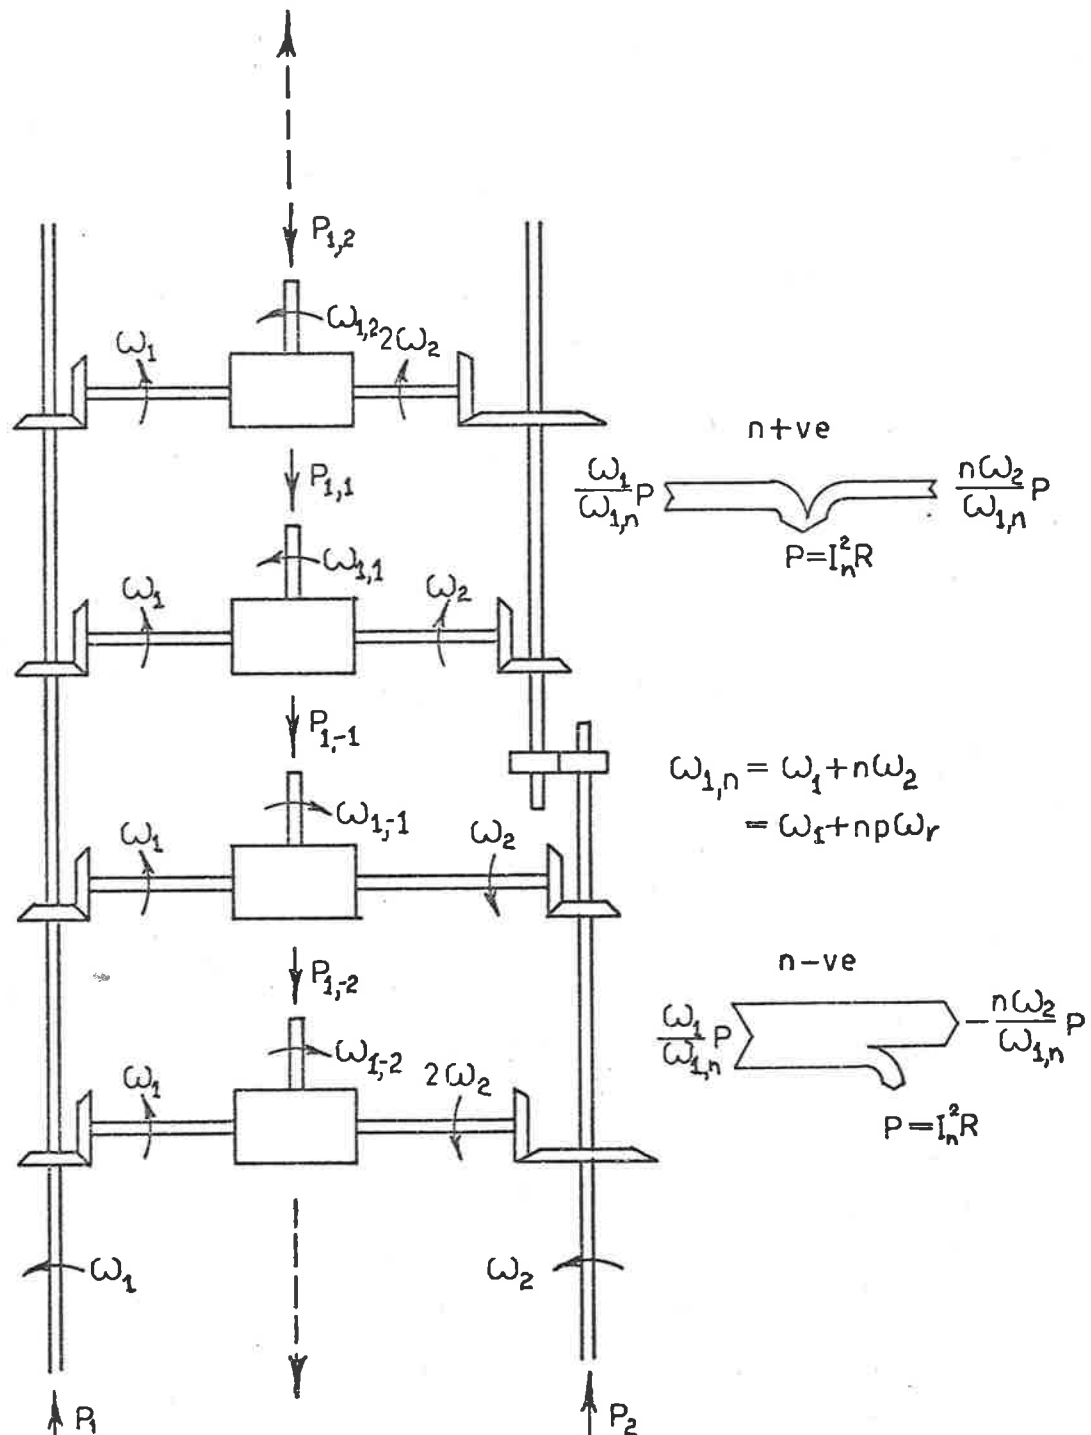 P₁,₂
ω₁,₂
ω₁
2ω₂
P₁,₁
n+ve
ω₁/ω₁,ₙ P
nω₂/ω₁,ₙ P
P=Iₙ²R
ω₁,₁
ω₁
ω₂
P₁,₋₁
ω₁,ₙ = ω₁+nω₂
= ω₁+npωᵣ
ω₁,₋₁
ω₁
ω₂
P₁,₋₂
n-ve
ω₁/ω₁,ₙ P
-nω₂/ω₁,ₙ P
P=Iₙ²R
ω₁,₋₂
ω₁
2ω₂
ω₁
ω₂
P₁
P₂